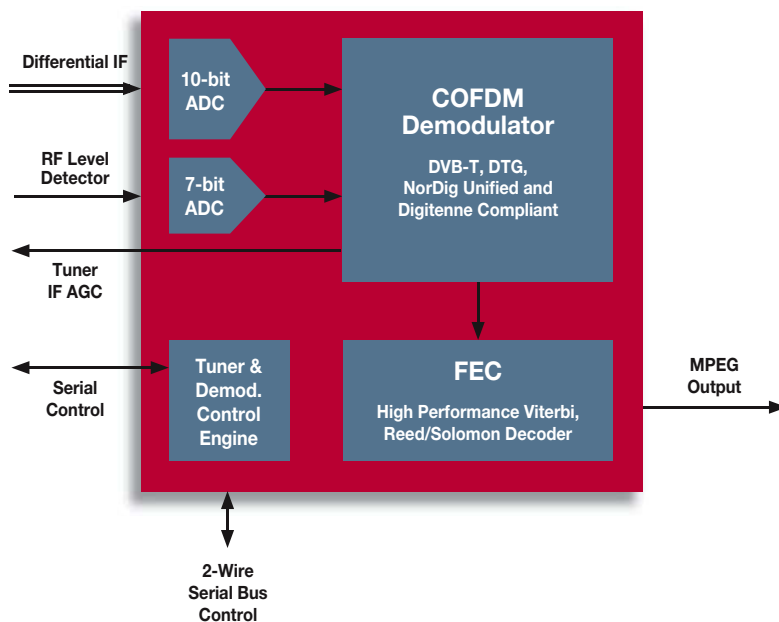 Differential IF
10-bit
ADC
COFDM
Demodulator
DVB-T, DTG,
NorDig Unified and
Digitenne Compliant
RF Level
Detector
7-bit
ADC
Tuner
IF AGC
Serial
Control
Tuner &
Demod.
Control
Engine
FEC
High Performance Viterbi,
Reed/Solomon Decoder
MPEG
Output
2-Wire
Serial Bus
Control